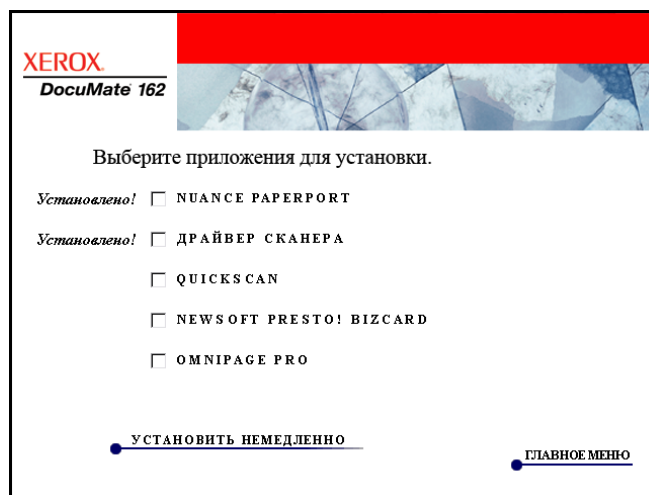 XEROX.
DocuMate® 162
Выберите приложения для установки.
Установлено! NUANCE PAPERPORT
Установлено! ДРАЙВЕР СКАНЕРА
QUICKSCAN
NEWSOFT PRESTO! BIZCARD
OMNIPAGE PRO
УСТАНОВИТЬ НЕМЕДЛЕННО
ГЛАВНОЕ МЕНЮ